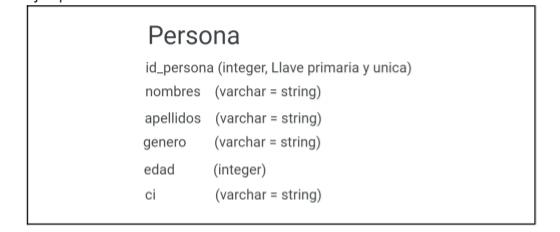 Persona
id_persona (integer, Llave primaria y unica)
nombres (varchar = string)
apellidos (varchar = string)
genero (varchar = string)
edad (integer)
ci (varchar = string)